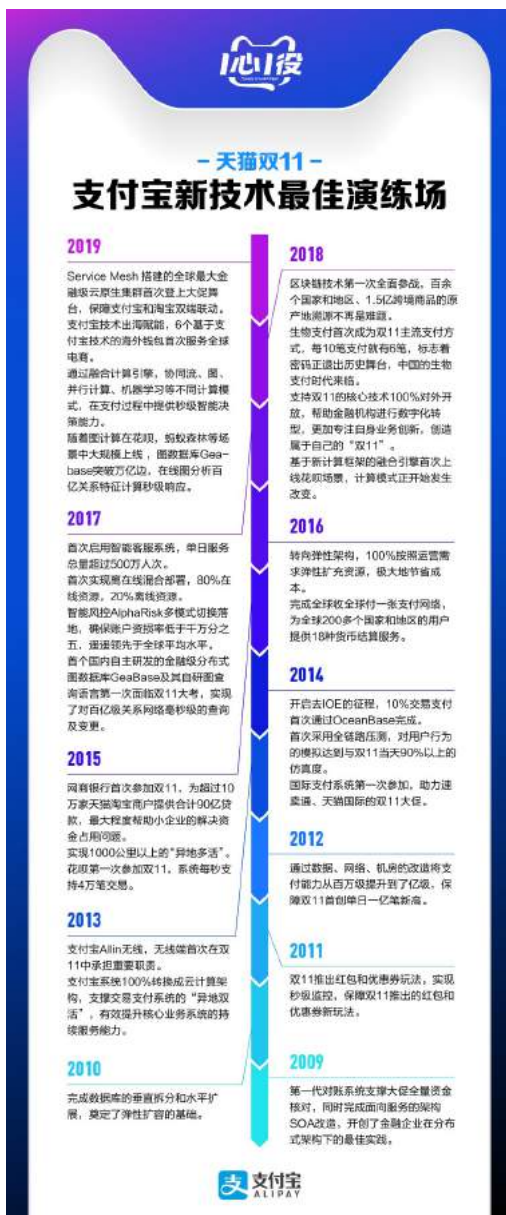 1心1役
- 天猫双11 -
支付宝新技术最佳演练场
2019
Service Mesh 搭建的全球最大金
融级云原生集群首次登上大促舞
台，保障支付宝和淘宝双端联动。
支付宝技术出海赋能，6个基于支
付宝技术的海外钱包首次服务全球
电商。
通过融合计算引擎，协同流、图、
并行计算、机器学习等不同计算模
式，在支付过程中提供秒级智能决
策能力。
随着图计算在花呗，蚂蚁森林等场
景中大规模上线，图数据库Gea-
base突破万亿边，在线图分析百
亿关系特征计算秒级响应。
2018
区块链技术第一次全面参战，百余
个国家和地区、1.5亿跨境商品的原
产地溯源不再是难题。
生物支付首次成为双11主流支付方
式，每10笔支付就有6笔，标志着
密码正退出历史舞台，中国的生物
支付时代来临。
支持双11的核心技术100%对外开
放，帮助金融机构进行数字化转
型，更加专注自身业务创新，创造
属于自己的“双11”。
基于新计算框架的融合引擎首次上
线花呗场景，计算模式正开始发生
改变。
2017
首次启用智能客服系统，单日服务
总量超过500万人次。
首次实现离在线混合部署，80%在
线资源，20%离线资源。
智能风控AlphaRisk多模式切换落
地，确保账户资损率低于千万分之
五，遥遥领先于全球平均水平。
首个国内自主研发的金融级分布式
图数据库GeaBase及其自研图查
询语言第一次面临双11大考，实现
了对百亿级关系网络毫秒级的查询
及变更。
2016
转向弹性架构，100%按照运营需
求弹性扩充资源，极大地节省成
本。
完成全球收全球付一张支付网络，
为全球200多个国家和地区的用户
提供18种货币结算服务。
2015
网商银行首次参加双11，为超过10
万家天猫淘宝商户提供合计90亿贷
款，最大程度帮助小企业的解决资
金占用问题。
实现1000公里以上的“异地多活”。
花呗第一次参加双11，系统每秒支
持4万笔交易。
2014
开启去IOE的征程，10%交易支付
首次通过OceanBase完成。
首次采用全链路压测，对用户行为
的模拟达到与双11当天90%以上的
仿真度。
国际支付系统第一次参加，助力速
卖通、天猫国际的双11大促。
2013
支付宝Allin无线，无线端首次在双
11中承担重要职责。
支付宝系统100%转换成云计算架
构，支撑交易支付系统的“异地双
活”，有效提升核心业务系统的持
续服务能力。
2012
通过数据、网络、机房的改造将支
付能力从百万级提升到了亿级，保
障双11首创单日一亿笔新高。
2011
双11推出红包和优惠券玩法，实现
秒级监控，保障双11推出的红包和
优惠券新玩法。
2010
完成数据库的垂直拆分和水平扩
展，奠定了弹性扩容的基础。
2009
第一代对账系统支撑大促全量资金
核对，同时完成面向服务的架构
SOA改造，开创了金融企业在分布
式架构下的最佳实践。
支付宝
ALIPAY